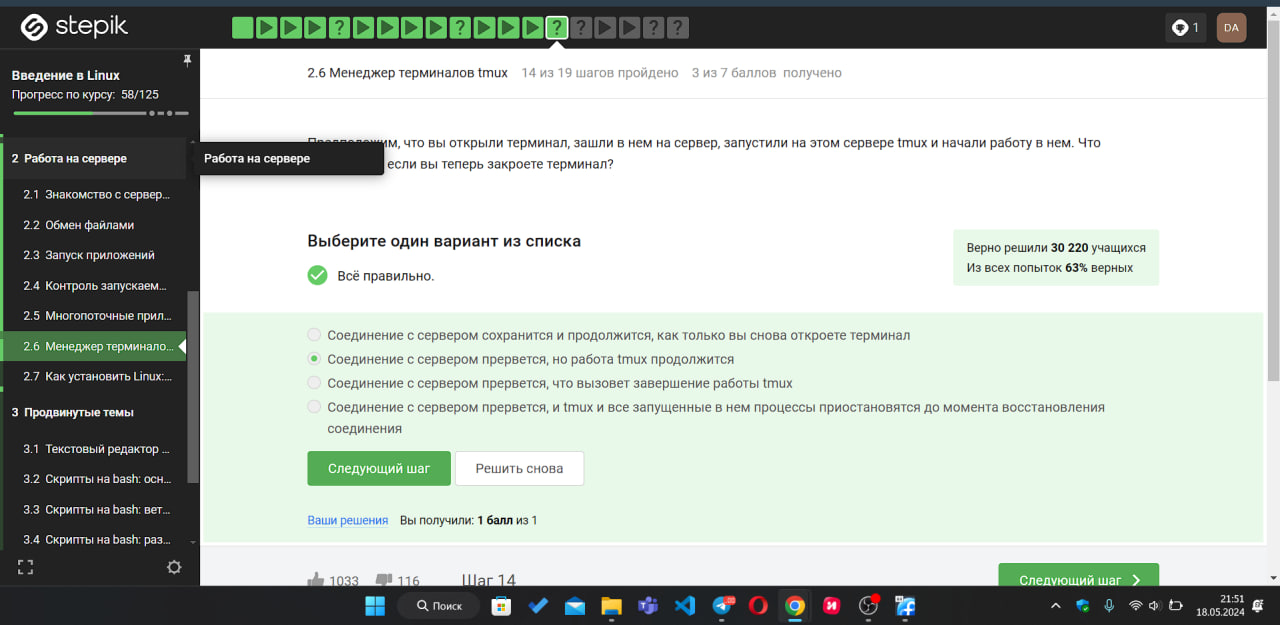 stepik
1
DA
Введение в Linux
Прогресс по курсу: 58/125
2 Работа на сервере
2.1 Знакомство с сервер...
2.2 Обмен файлами
2.3 Запуск приложений
2.4 Контроль запускаем...
2.5 Многопоточные прил...
2.6 Менеджер терминало...
2.7 Как установить Linux:...
3 Продвинутые темы
3.1 Текстовый редактор ...
3.2 Скрипты на bash: осн...
3.3 Скрипты на bash: вет...
3.4 Скрипты на bash: раз...
Работа на сервере
2.6 Менеджер терминалов tmux 14 из 19 шагов пройдено 3 из 7 баллов получено
Предположим, что вы открыли терминал, зашли в нем на сервер, запустили на этом сервере tmux и начали работу в нем. Что
если вы теперь закроете терминал?
Выберите один вариант из списка
Всё правильно.
Верно решили 30 220 учащихся
Из всех попыток 63% верных
Соединение с сервером сохранится и продолжится, как только вы снова откроете терминал
Соединение с сервером прервется, но работа tmux продолжится
Соединение с сервером прервется, что вызовет завершение работы tmux
Соединение с сервером прервется, и tmux и все запущенные в нем процессы приостановятся до момента восстановления
соединения
Следующий шаг
Решить снова
Ваши решения Вы получили: 1 балл из 1
1033 116 Шаг 14
Следующий шаг
Поиск
21:51
18.05.2024